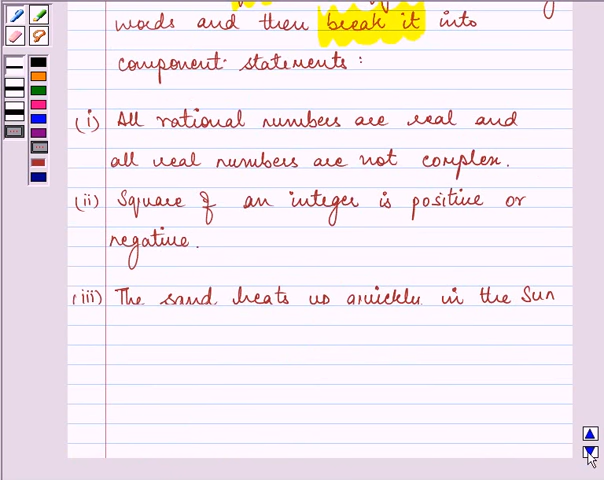 words and then break it into
component statements :
(i) All rational numbers are real and
all real numbers are not complex.
(ii) Square of an integer is positive or
negative.
(iii) The sand heats up quickly in the Sun